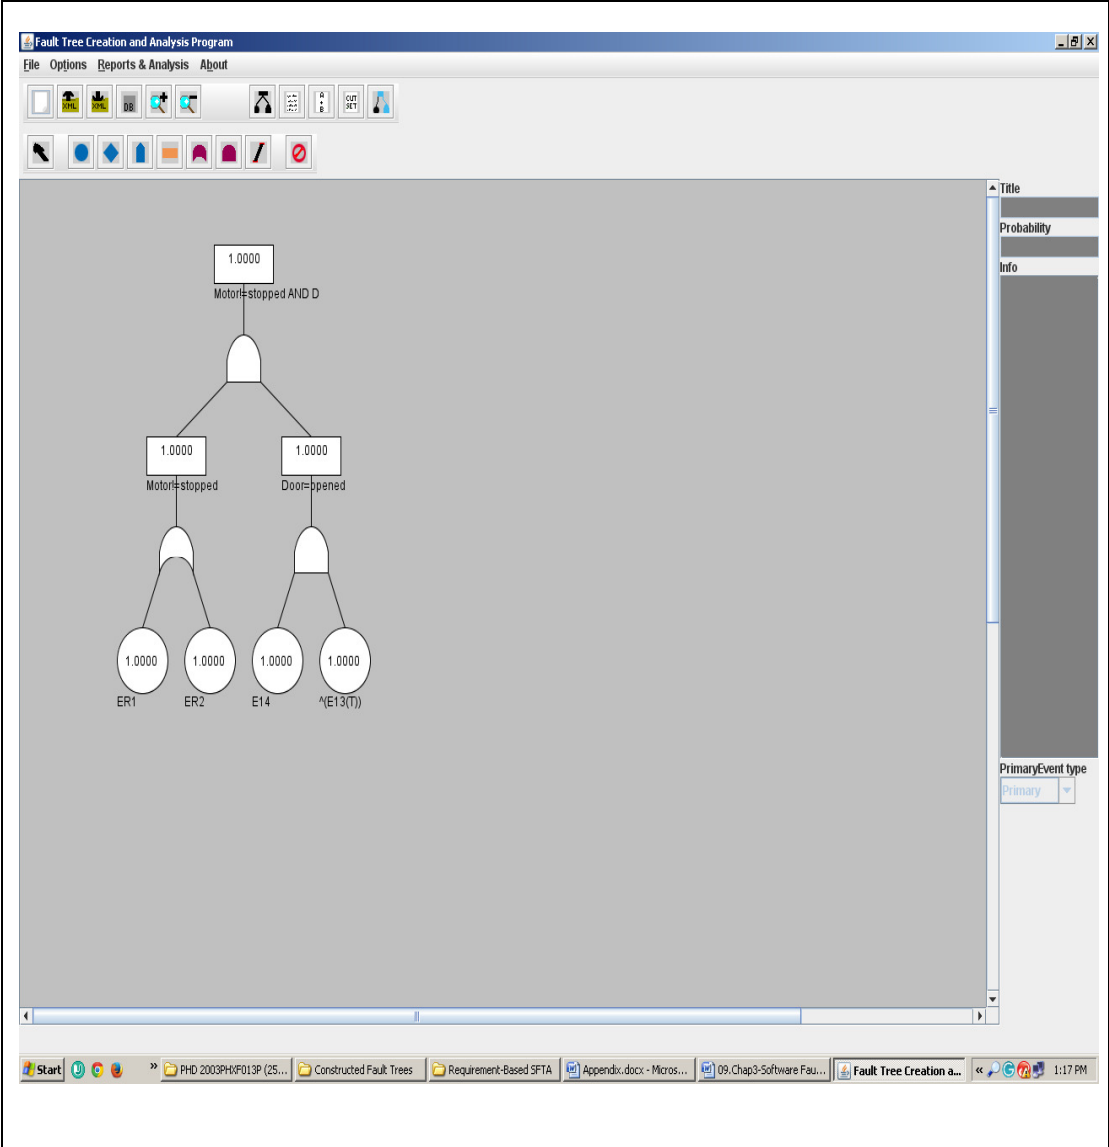 Fault Tree Creation and Analysis Program
File Options Reports & Analysis About
XML XML DB A + B CUT SET
Title
Probability
Info
1.0000
Motor!=stopped AND D
1.0000 1.0000
Motor!=stopped Door=opened
1.0000 1.0000 1.0000 1.0000
ER1 ER2 E14 ^(E13(T))
PrimaryEvent type
Primary
Start » PHD 2003PHXF013P (25... Constructed Fault Trees Requirement-Based SFTA Appendix.docx - Micros... 09.Chap3-Software Fau... Fault Tree Creation a... « 1:17 PM